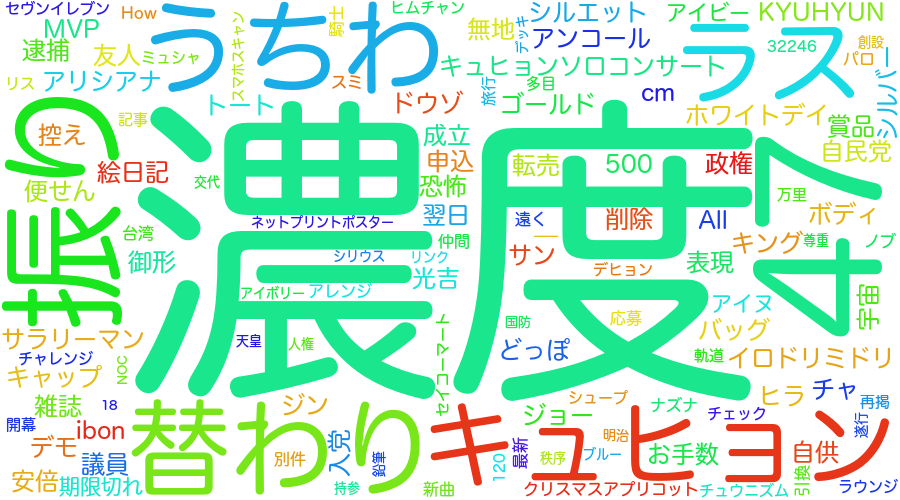 セヴンイレブン
How
MVP
逮捕
友人
ミュシャ
リス
アリシアナ
スマホスキャン
騎士
スミ
ヒムチャン
無地
シルエット
アンコール
デッキ
アイビー
KYUHYUN
32246
創設
パロ
シルバー
うちわ
ラス
キュヒョンソロコンサート
旅行
多目
ゴールド
cm
ホワイトデイ
賞品
自民党
トート
ドウゾ
記事
控え
振り
絵日記
便せん
濃度
成立
申込
恐怖
翌日
転売
500
政権
交代
ネットプリントポスター
遠く
削除
All
万里
ボディ
47
台湾
御形
シリウス
リンク
仲間
光吉
一
サン
キング
尊重
ノブ
表現
デヒョン
アイボリー
アレンジ
アイヌ
宇宙
サラリーマン
天皇
人権
セイコーマート
国防
応募
バッグ
チャレンジ
キャップ
NOC
どっぽ
軌道
イロドリミドリ
雑誌
18
替わり
ジン
キュヒョン
ジョー
シュープ
ナズナ
ヒラ
チャ
チェック
再掲
開幕
ibon
デモ
議員
安倍
期限切れ
別件
入党
鉛筆
持参
新曲
120
最新
明治
秩序
ブルー
お手数
自供
遂行
クリスマスアプリコット
チュウニズム
引換
ラウンジ